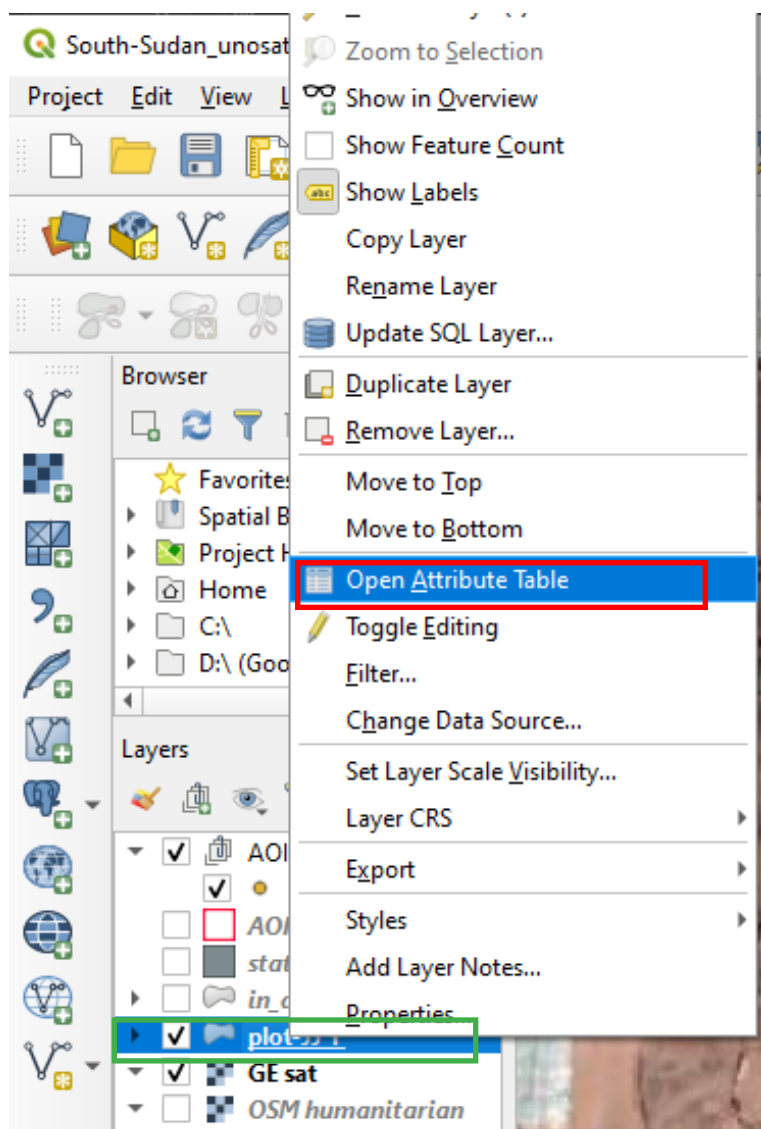 South-Sudan_unosat
Project Edit View L
Zoom to Selection
Show in Overview
Show Feature Count
abc Show Labels
Copy Layer
Rename Layer
Update SQL Layer...
Duplicate Layer
Remove Layer...
Move to Top
Move to Bottom
Open Attribute Table
Toggle Editing
Filter...
Change Data Source...
Set Layer Scale Visibility...
Layer CRS
Export
Styles
Add Layer Notes...
Properties...
Browser
Favorites
Spatial B
Project H
Home
C:\
D:\ (Goo
Layers
AOI
AOI
stat
in_c
GE sat
OSM humanitarian